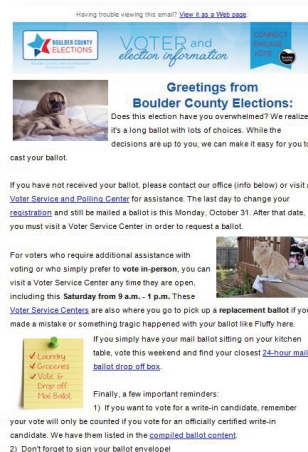 Having trouble viewing this email? View it as a Web page.
BOULDER COUNTY
ELECTIONS
VOTER and
election information
CONNECT
ENGAGE
VOTE
Greetings from
Boulder County Elections:
Does this election have you overwhelmed? We realize
it's a long ballot with lots of choices. While the
decisions are up to you, we can make it easy for you to
cast your ballot.
If you have not received your ballot, please contact our office (info below) or visit a
Voter Service and Polling Center for assistance. The last day to change your
registration and still be mailed a ballot is this Monday, October 31. After that date,
you must visit a Voter Service Center in order to request a ballot.
For voters who require additional assistance with
voting or who simply prefer to vote in-person, you can
visit a Voter Service Center any time they are open,
including this Saturday from 9 a.m. - 1 p.m. These
Voter Service Centers are also where you go to pick up a replacement ballot if you
made a mistake or something tragic happened with your ballot like Fluffy here.
Laundry
Groceries
Vote &
Drop off
Mail Ballot
If you simply have your mail ballot sitting on your kitchen
table, vote this weekend and find your closest 24-hour mail
ballot drop off box.
Finally, a few important reminders:
1) If you want to vote for a write-in candidate, remember
your vote will only be counted if you vote for an officially certified write-in
candidate. We have them listed in the compiled ballot content.
2) Don't forget to sign your ballot envelope!